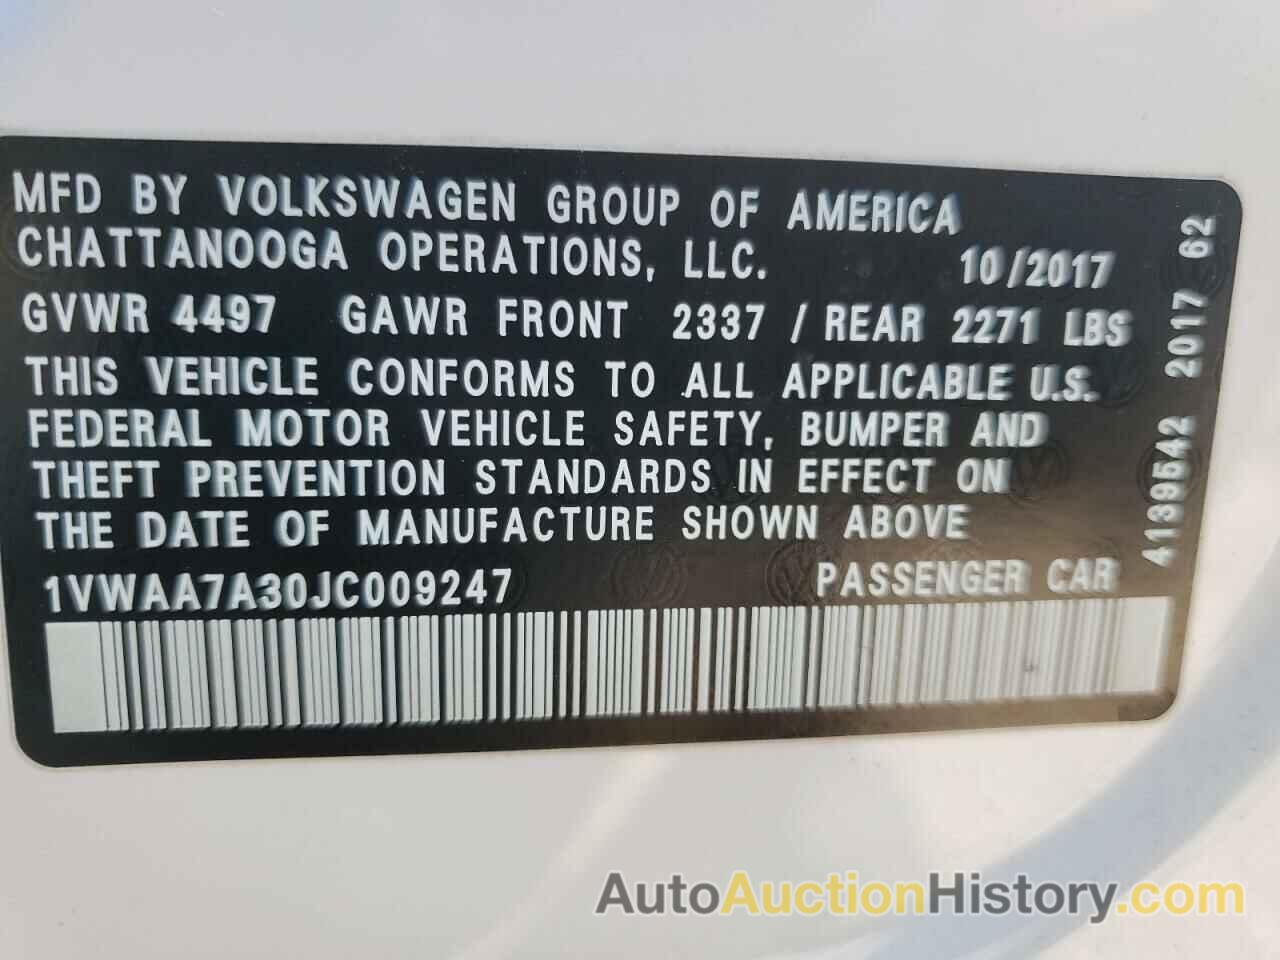 MFD BY VOLKSWAGEN GROUP OF AMERICA
CHATTANOOGA OPERATIONS, LLC. 10/2017
GVWR 4497 GAWR FRONT 2337 / REAR 2271 LBS
THIS VEHICLE CONFORMS TO ALL APPLICABLE U.S.
FEDERAL MOTOR VEHICLE SAFETY, BUMPER AND
THEFT PREVENTION STANDARDS IN EFFECT ON
THE DATE OF MANUFACTURE SHOWN ABOVE
1VWAA7A30JC009247 PASSENGER CAR
4139542 2017 62
AutoAuctionHistory.com